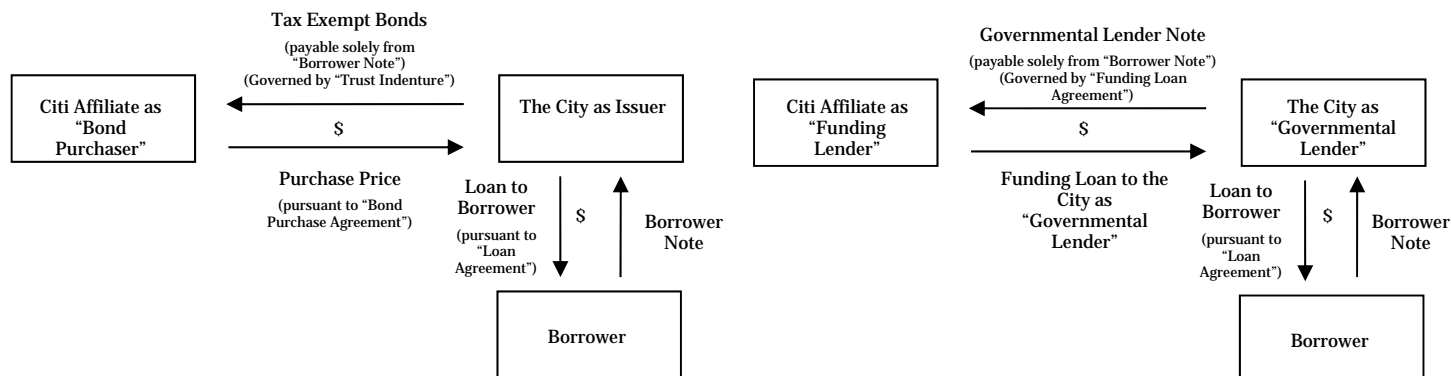 Tax Exempt Bonds
(payable solely from
“Borrower Note”)
(Governed by “Trust Indenture”)
Citi Affiliate as
“Bond
Purchaser”
The City as Issuer
$
Purchase Price
(pursuant to “Bond
Purchase Agreement”)
Loan to
Borrower
(pursuant to
“Loan
Agreement”)
$
Borrower
Note
Borrower
Governmental Lender Note
(payable solely from “Borrower Note”)
(Governed by “Funding Loan
Agreement”)
Citi Affiliate as
“Funding
Lender”
The City as
“Governmental
Lender”
$
Funding Loan to the
City as
“Governmental
Lender”
Loan to
Borrower
(pursuant to
“Loan
Agreement”)
$
Borrower
Note
Borrower